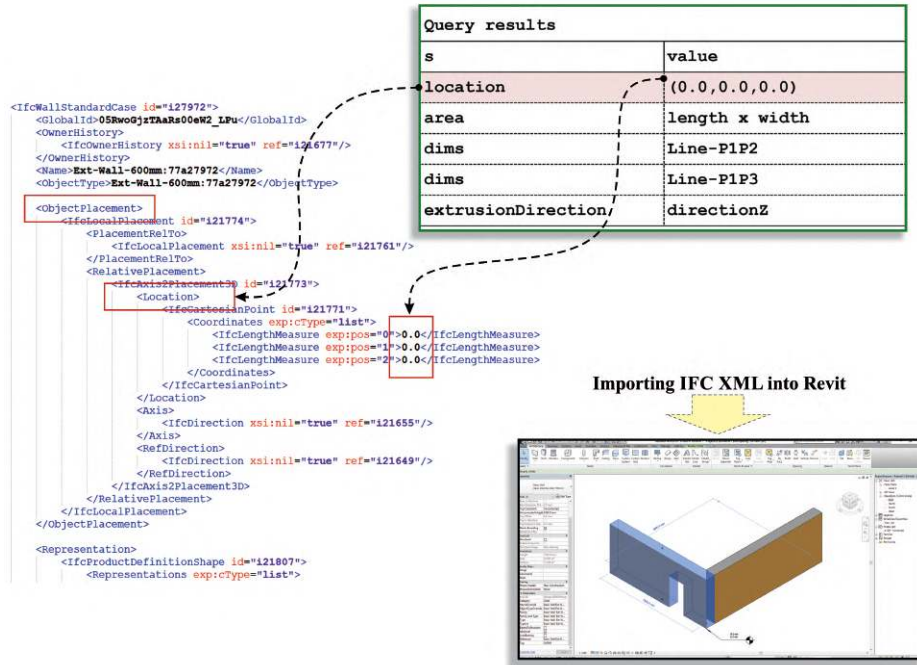 Query results
s value
location (0.0,0.0,0.0)
area length x width
dims Line-P1P2
dims Line-P1P3
extrusionDirection directionZ
<IfcWallStandardCase id="i27972">
<GlobalId>05RwoGjzTAaRs00eW2_LPu</GlobalId>
<OwnerHistory>
<IfcOwnerHistory xsi:nil="true" ref="i21677"/>
</OwnerHistory>
<Name>Ext-Wall-600mm:77a27972</Name>
<ObjectType>Ext-Wall-600mm:77a27972</ObjectType>
<ObjectPlacement>
<IfcLocalPlacement id="i21774">
<PlacementRelTo>
<IfcLocalPlacement xsi:nil="true" ref="i21761"/>
</PlacementRelTo>
<RelativePlacement>
<IfcAxis2Placement3D id="i21773">
<Location>
<IfcCartesianPoint id="i21771">
<Coordinates exp:cType="list">
<IfcLengthMeasure exp:pos="0">0.0</IfcLengthMeasure>
<IfcLengthMeasure exp:pos="1">0.0</IfcLengthMeasure>
<IfcLengthMeasure exp:pos="2">0.0</IfcLengthMeasure>
</Coordinates>
</IfcCartesianPoint>
</Location>
<Axis>
<IfcDirection xsi:nil="true" ref="i21655"/>
</Axis>
<RefDirection>
<IfcDirection xsi:nil="true" ref="i21649"/>
</RefDirection>
</IfcAxis2Placement3D>
</RelativePlacement>
</IfcLocalPlacement>
</ObjectPlacement>
<Representation>
<IfcProductDefinitionShape id="i21807">
<Representations exp:cType="list">
Importing IFC XML into Revit